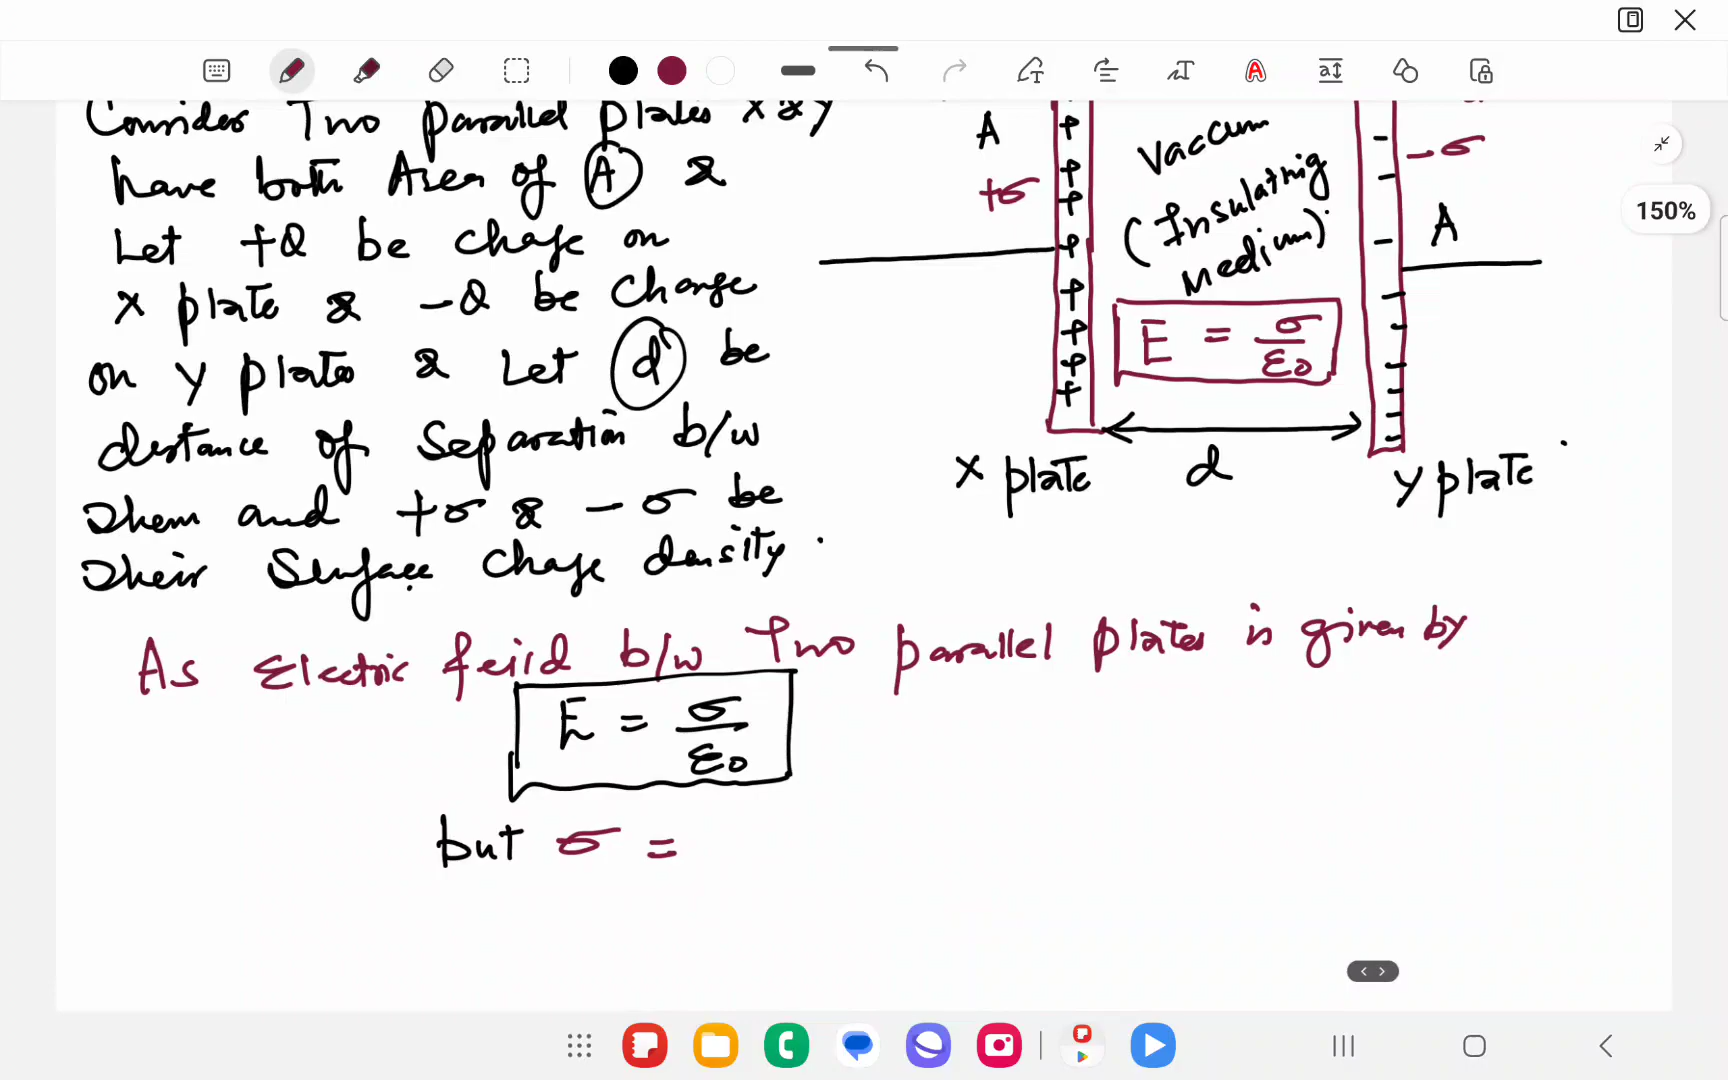 150%
Consider Two parallel plates X & Y
have both Area of A &
Let +Q be charge on
X plate & -Q be charge
on Y plates & Let d be
distance of Separation b/w
them and +σ & -σ be
their Surface charge density.
A
+σ
Vaccum
(Insulating
medium)
E = σ/ε₀
-σ
A
X plate
d
Y plate
As Electric feild b/w Two parallel plates is given by
E = σ/ε₀
but σ =